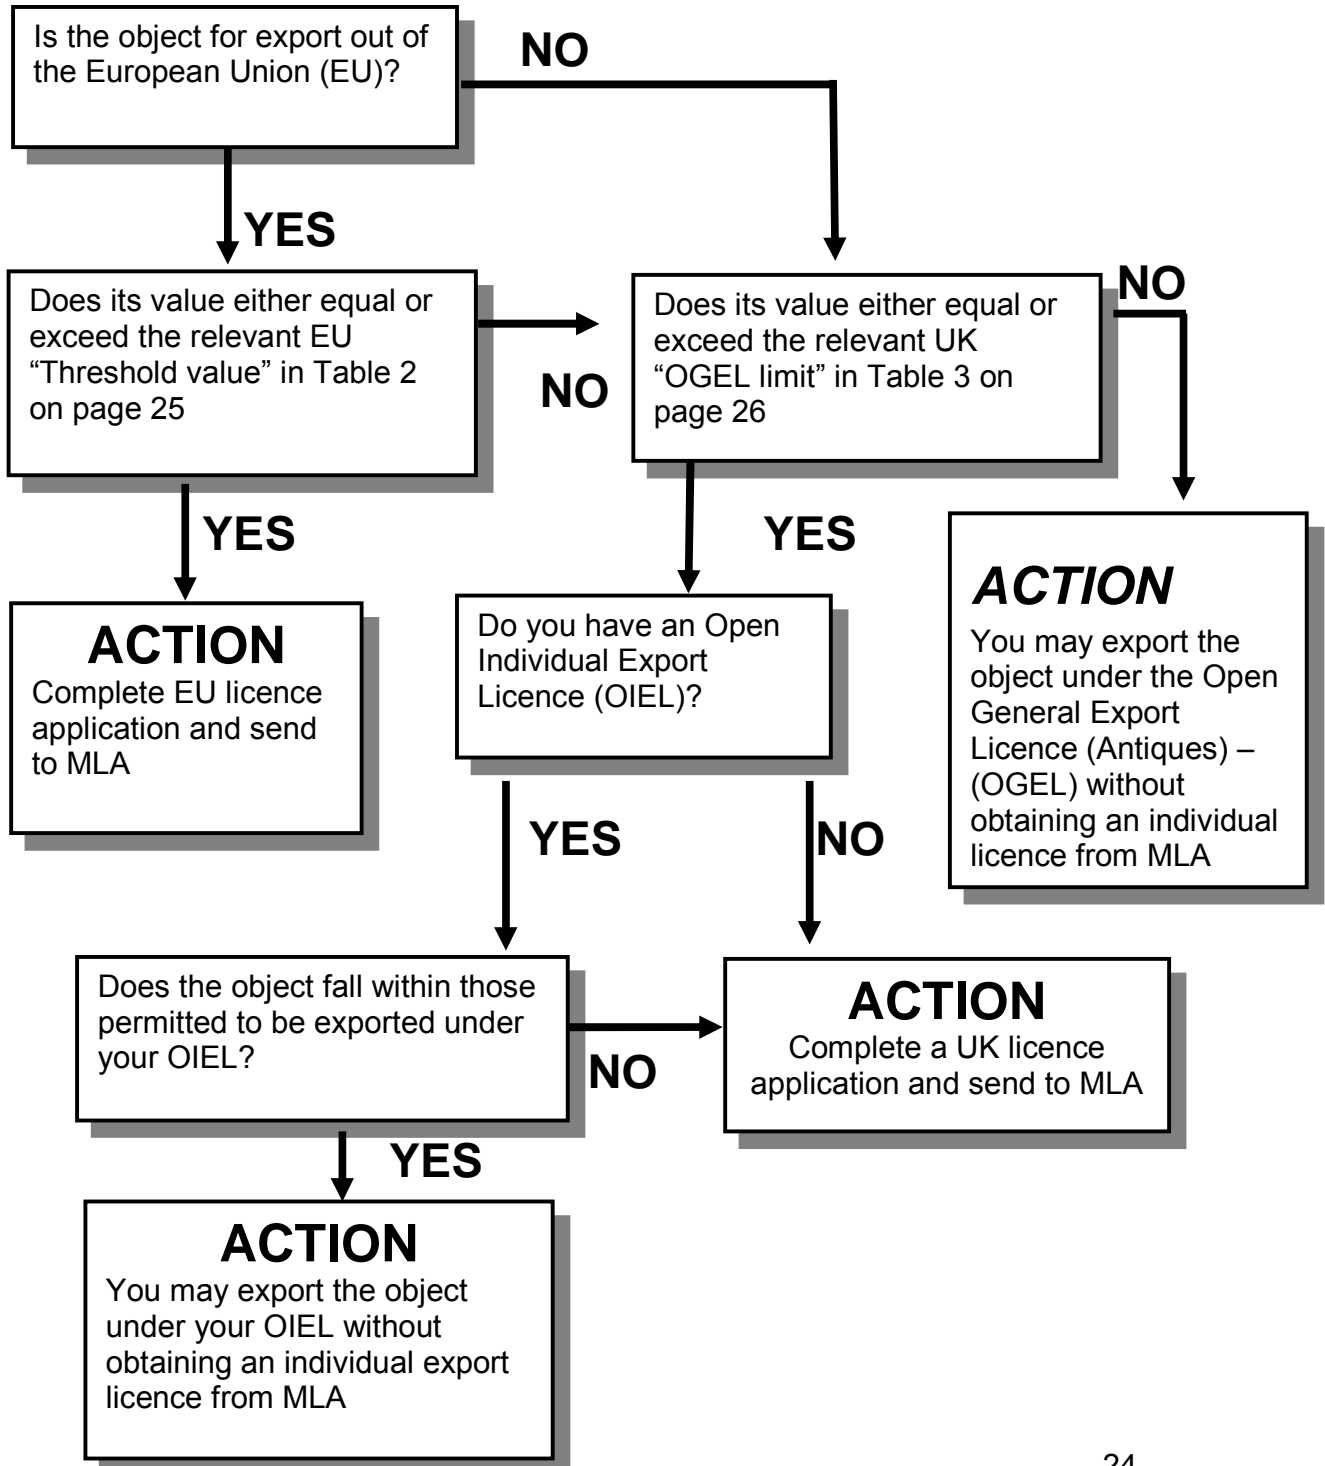 Is the object for export out of
the European Union (EU)?
NO
YES
Does its value either equal or
exceed the relevant EU
“Threshold value” in Table 2
on page 25
NO
Does its value either equal or
exceed the relevant UK
“OGEL limit” in Table 3 on
page 26
NO
YES
ACTION
Complete EU licence
application and send
to MLA
YES
Do you have an Open
Individual Export
Licence (OIEL)?
ACTION
You may export the
object under the Open
General Export
Licence (Antiques) –
(OGEL) without
obtaining an individual
licence from MLA
YES
NO
Does the object fall within those
permitted to be exported under
your OIEL?
NO
ACTION
Complete a UK licence
application and send to MLA
YES
ACTION
You may export the object
under your OIEL without
obtaining an individual export
licence from MLA
24